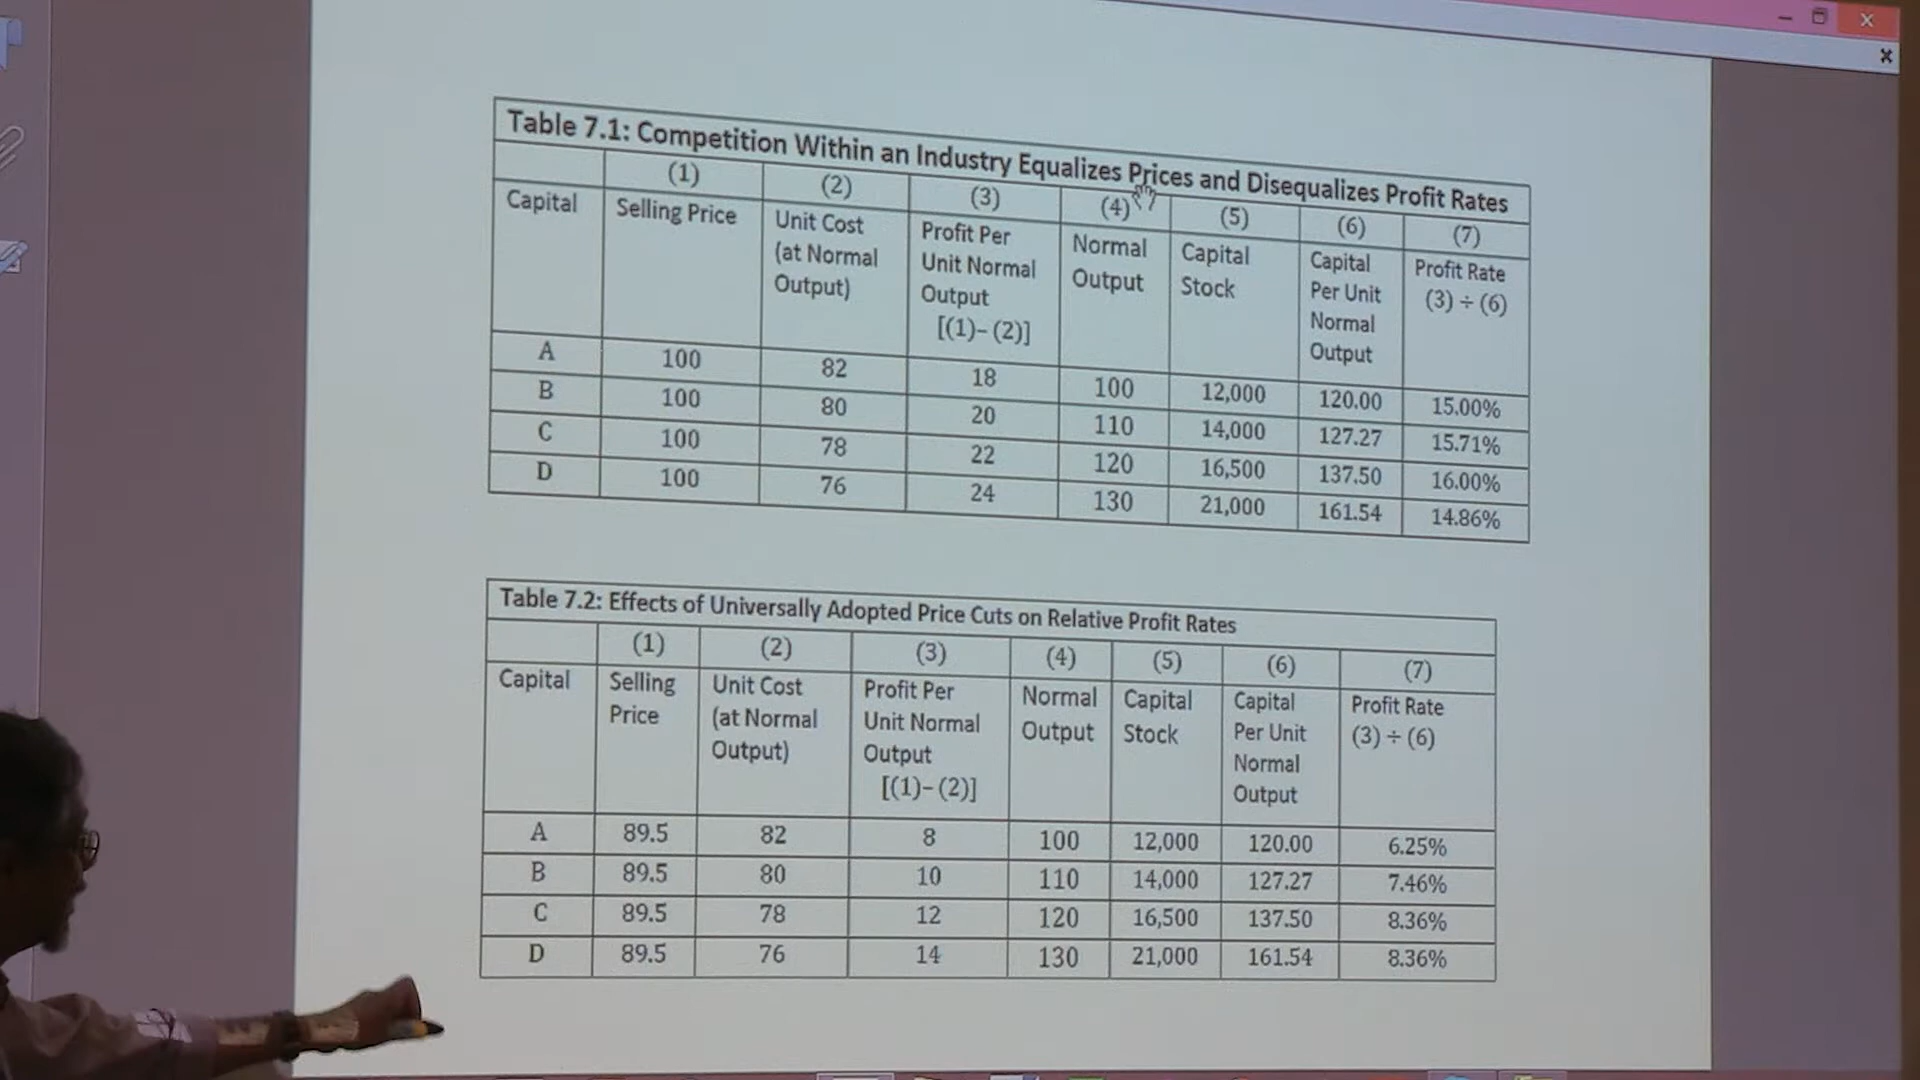 Table 7.1: Competition Within an Industry Equalizes Prices and Disequalizes Profit Rates
(1) (2) (3) (4) (5) (6) (7)
Capital Selling Price Unit Cost (at Normal Output) Profit Per Unit Normal Output [(1)– (2)] Normal Output Capital Stock Capital Per Unit Normal Output Profit Rate (3) ÷ (6)
A 100 82 18 100 12,000 120.00 15.00%
B 100 80 20 110 14,000 127.27 15.71%
C 100 78 22 120 16,500 137.50 16.00%
D 100 76 24 130 21,000 161.54 14.86%
Table 7.2: Effects of Universally Adopted Price Cuts on Relative Profit Rates
(1) (2) (3) (4) (5) (6) (7)
Capital Selling Price Unit Cost (at Normal Output) Profit Per Unit Normal Output [(1)– (2)] Normal Output Capital Stock Capital Per Unit Normal Output Profit Rate (3) ÷ (6)
A 89.5 82 8 100 12,000 120.00 6.25%
B 89.5 80 10 110 14,000 127.27 7.46%
C 89.5 78 12 120 16,500 137.50 8.36%
D 89.5 76 14 130 21,000 161.54 8.36%